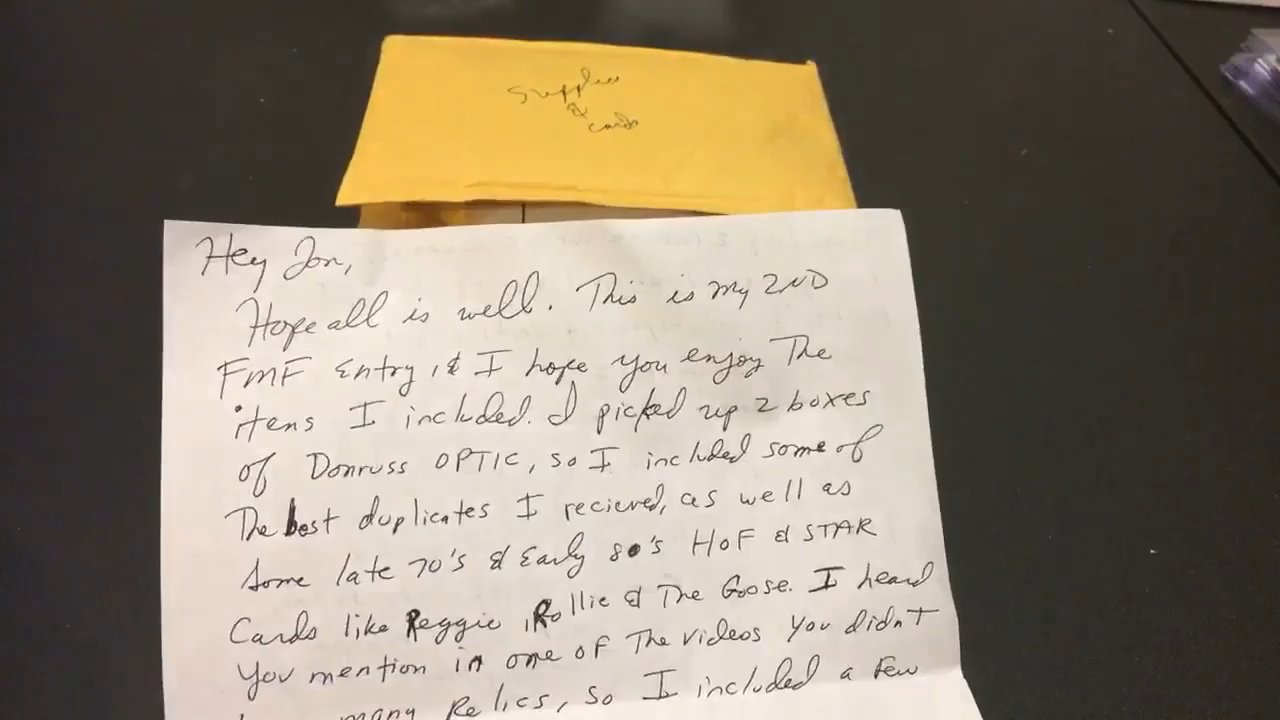 Supplies
&
cards
Hey Jon,
Hope all is well. This is my 2ND
FMF Entry, & I hope you enjoy The
items I included. I picked up 2 boxes
of Donruss OPTIC, so I included some of
The best duplicates I recieved, as well as
Some late 70's & Early 80's HOF & STAR
Cards like Reggie, Rollie & The Goose. I heard
You mention in one of The videos you didn't
many Relics, so I included a Few